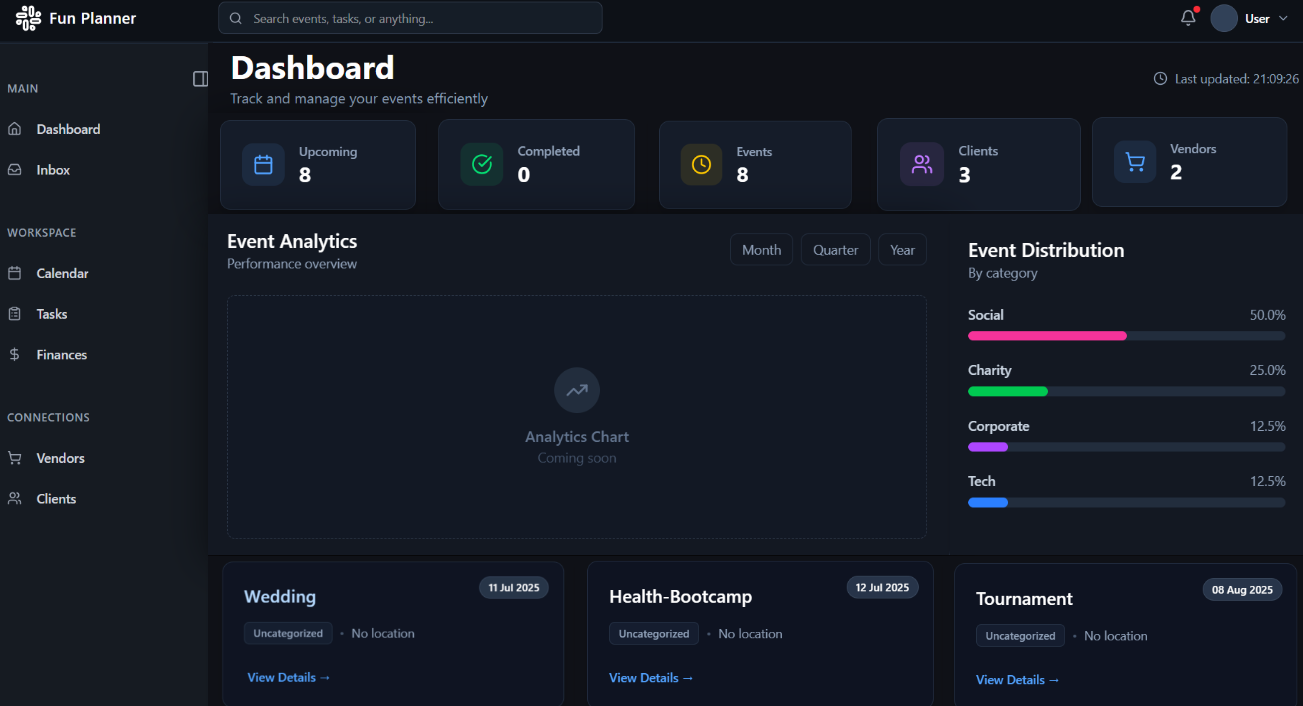 Fun Planner
Search events, tasks, or anything...
User
MAIN
Dashboard
Inbox
WORKSPACE
Calendar
Tasks
Finances
CONNECTIONS
Vendors
Clients
Dashboard
Track and manage your events efficiently
Last updated: 21:09:26
Upcoming
8
Completed
0
Events
8
Clients
3
Vendors
2
Event Analytics
Performance overview
Month
Quarter
Year
Analytics Chart
Coming soon
Event Distribution
By category
Social 50.0%
Charity 25.0%
Corporate 12.5%
Tech 12.5%
Wedding
11 Jul 2025
Uncategorized • No location
View Details →
Health-Bootcamp
12 Jul 2025
Uncategorized • No location
View Details →
Tournament
08 Aug 2025
Uncategorized • No location
View Details →